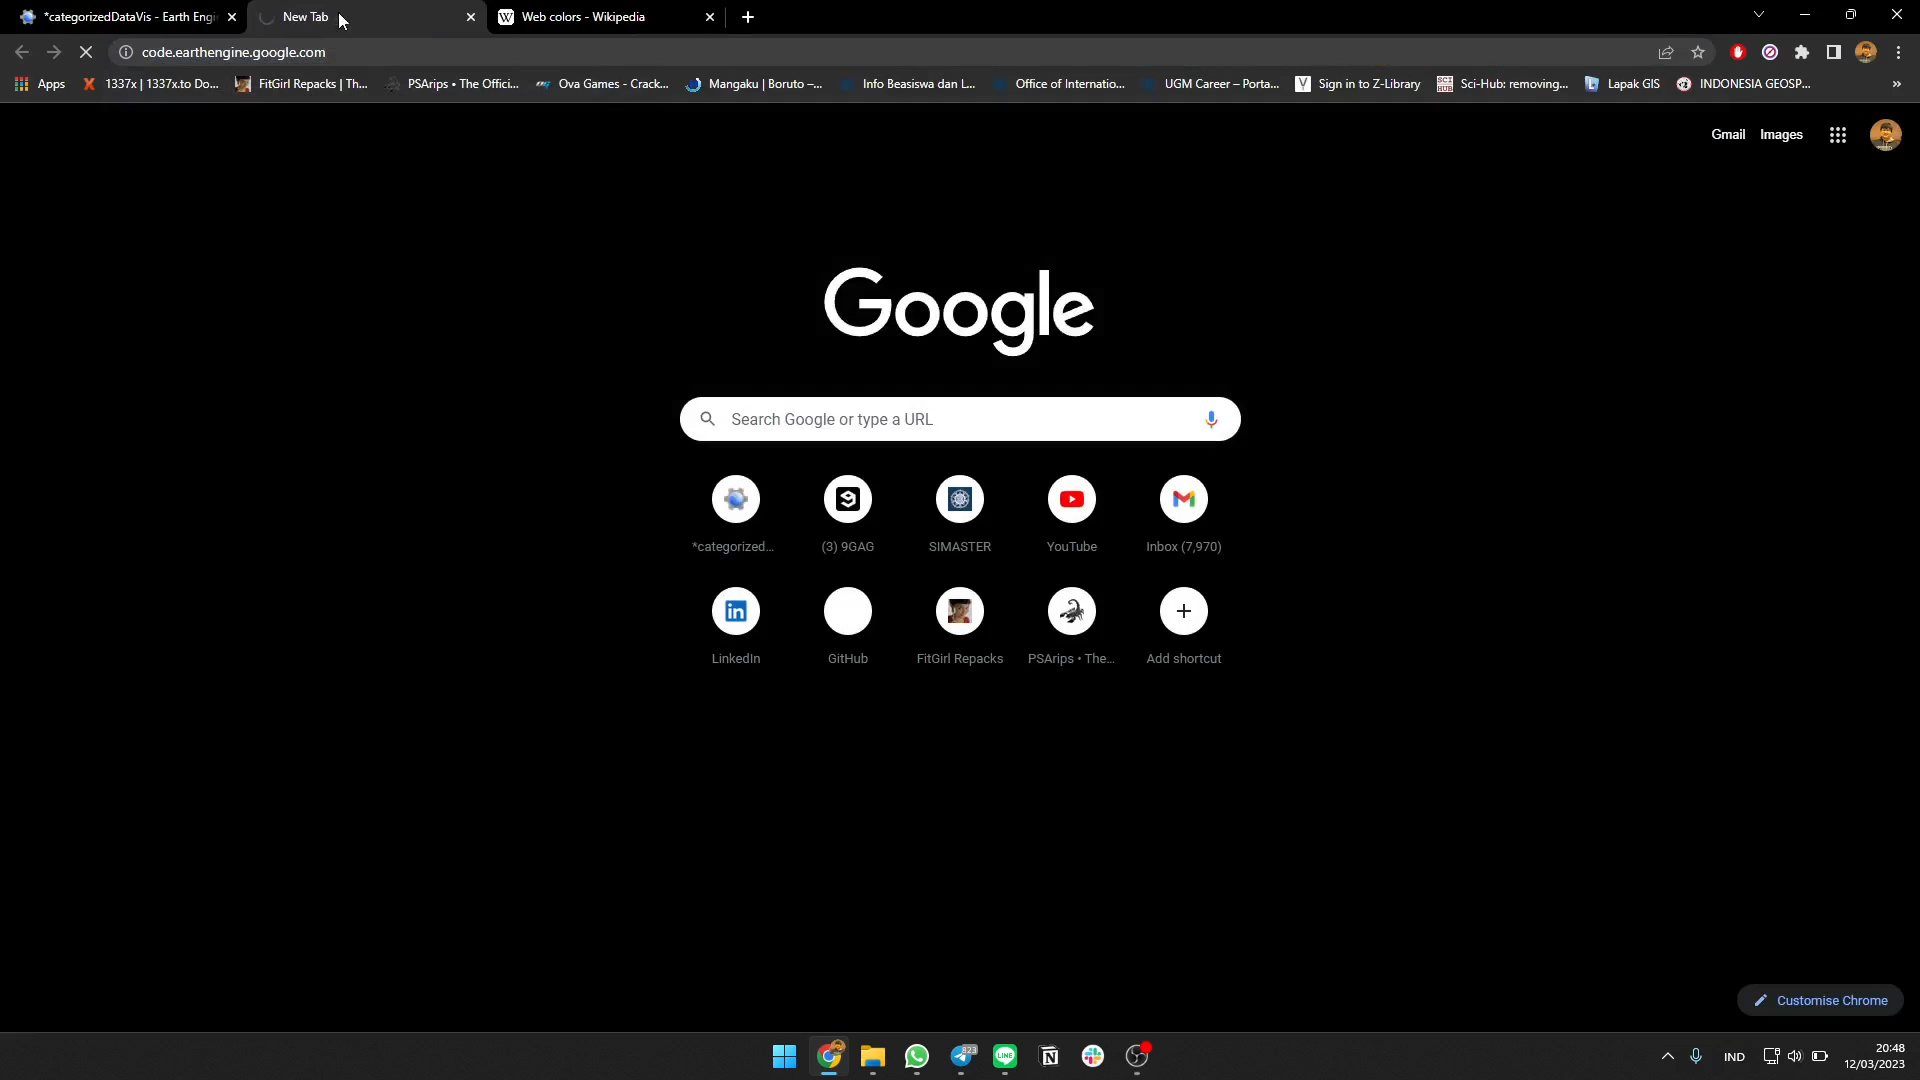 *categorizedDataVis - Earth Engi
New Tab
Web colors - Wikipedia
code.earthengine.google.com
Apps
1337x | 1337x.to Do...
FitGirl Repacks | Th...
PSArips • The Offici...
Ova Games - Crack...
Mangaku | Boruto –...
Info Beasiswa dan L...
Office of Internatio...
UGM Career – Porta...
Sign in to Z-Library
SCI HUB
Sci-Hub: removing...
Lapak GIS
INDONESIA GEOSP...
Gmail
Images
Google
Search Google or type a URL
*categorized...
(3) 9GAG
SIMASTER
YouTube
Inbox (7,970)
LinkedIn
GitHub
FitGirl Repacks
PSArips • The...
Add shortcut
Customise Chrome
823
LINE
IND
20:48
12/03/2023